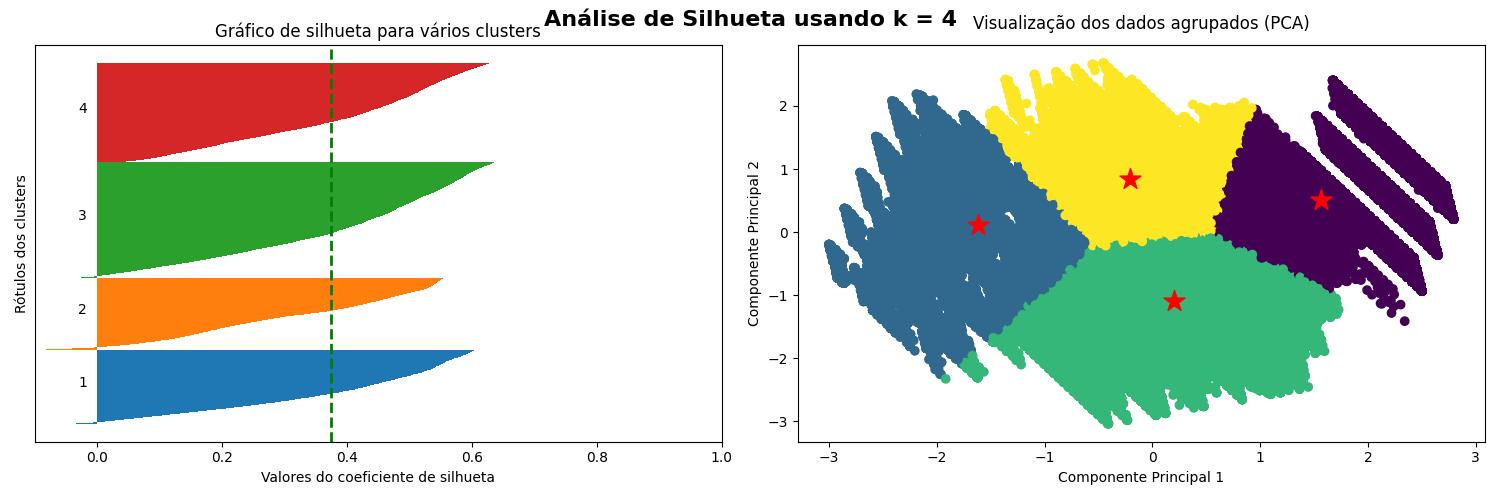 Análise de Silhueta usando k = 4
Gráfico de silhueta para vários clusters
4
3
2
1
Rótulos dos clusters
0.0 0.2 0.4 0.6 0.8 1.0
Valores do coeficiente de silhueta
Visualização dos dados agrupados (PCA)
2
1
0
−1
−2
−3
Componente Principal 2
−3 −2 −1 0 1 2 3
Componente Principal 1